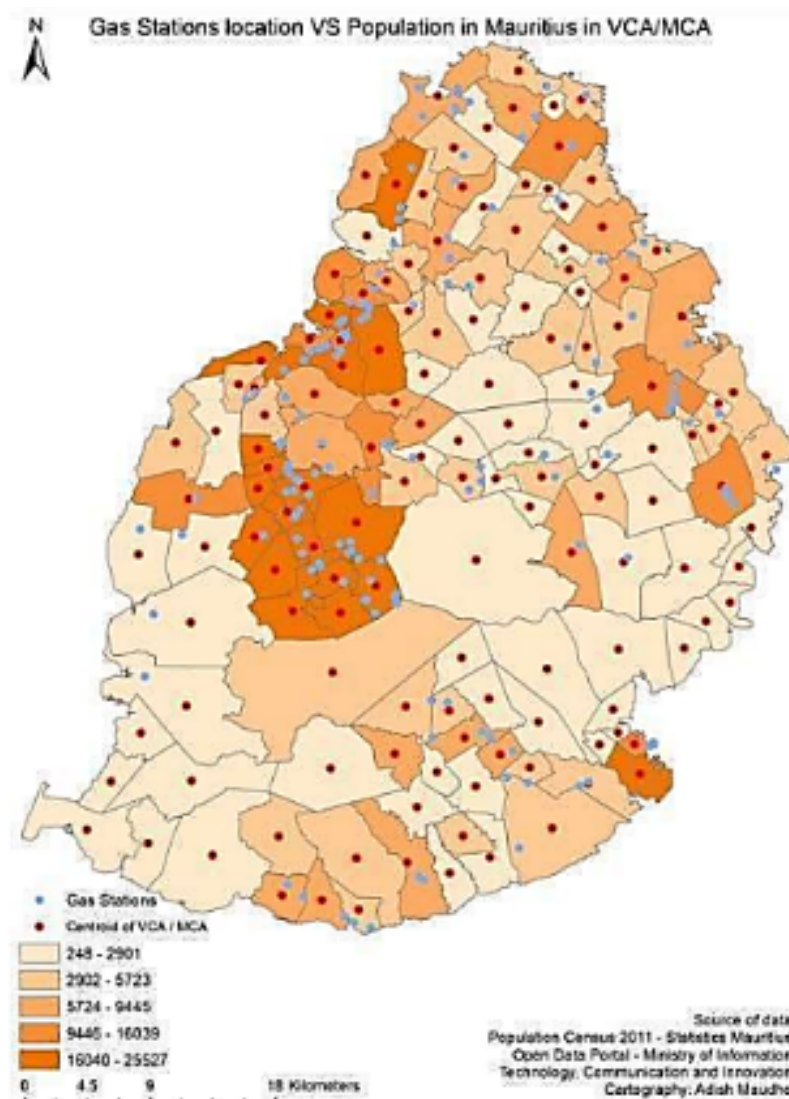 N
Gas Stations location VS Population in Mauritius in VCA/MCA
Gas Stations
Centroid of VCA / MCA
248 - 2901
2902 - 5723
5724 - 9445
9446 - 16039
16040 - 25527
0 4.5 9 18 Kilometers
Source of data
Population Census 2011 - Statistics Mauritius
Open Data Portal - Ministry of Information
Technology, Communication and Innovation
Cartography: Adish Maudho